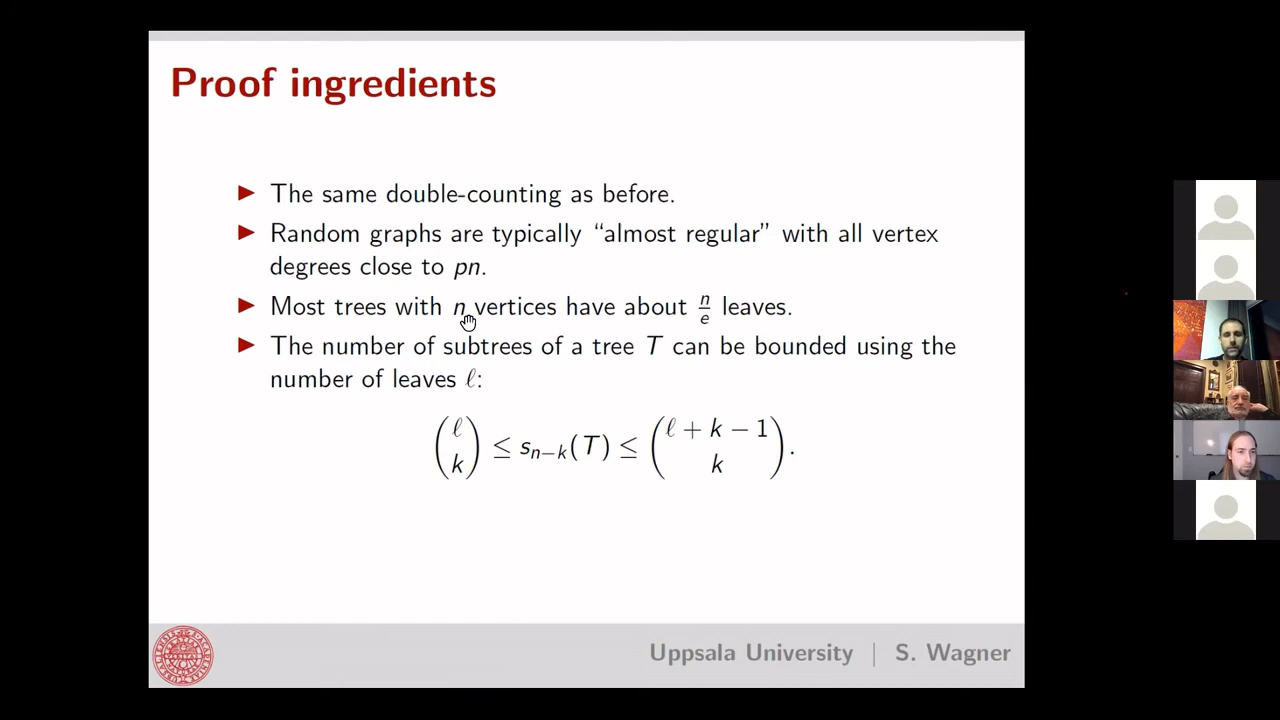 Proof ingredients
▶ The same double-counting as before.
▶ Random graphs are typically “almost regular” with all vertex
degrees close to pn.
▶ Most trees with n vertices have about n/e leaves.
▶ The number of subtrees of a tree T can be bounded using the
number of leaves ℓ:
(ℓ k) ≤ s_{n−k}(T) ≤ (ℓ + k − 1 k).
Uppsala University | S. Wagner